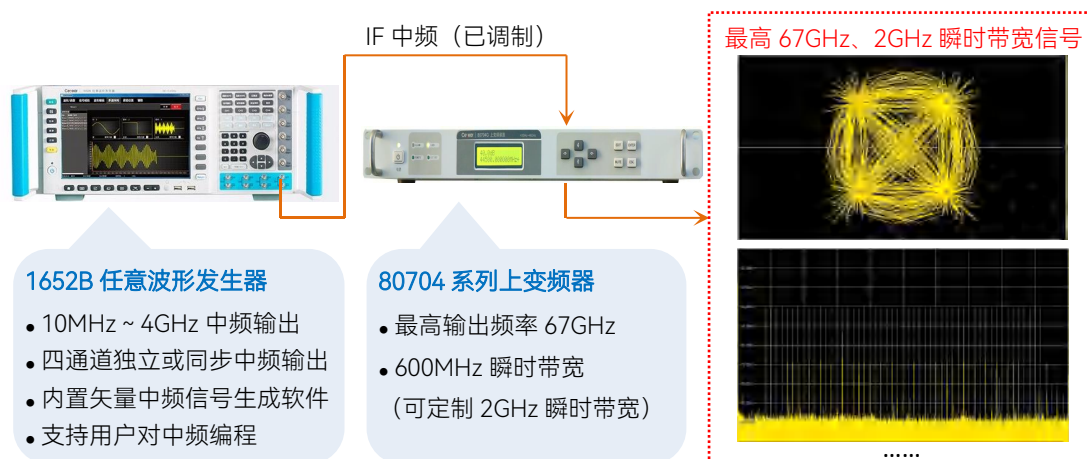 IF 中频（已调制）
最高 67GHz、2GHz 瞬时带宽信号
1652B 任意波形发生器
• 10MHz ~ 4GHz 中频输出
• 四通道独立或同步中频输出
• 内置矢量中频信号生成软件
• 支持用户对中频编程
80704 系列上变频器
• 最高输出频率 67GHz
• 600MHz 瞬时带宽
（可定制 2GHz 瞬时带宽）
……